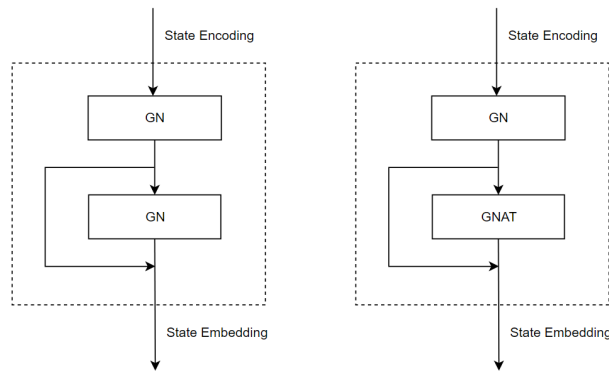 State Encoding
GN
GN
State Embedding
State Encoding
GN
GNAT
State Embedding